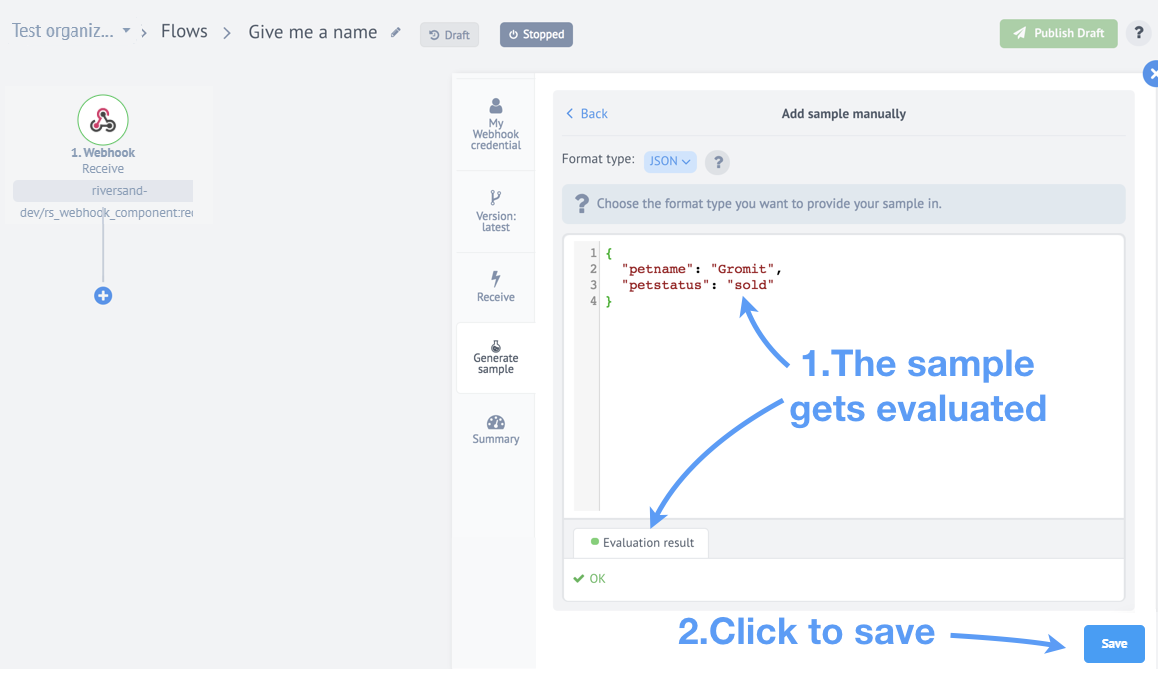 Test organiz...
Flows
Give me a name
Draft
Stopped
Publish Draft
?
1. Webhook
Receive
riversand-
dev/rs_webhook_component:rec
My
Webhook
credential
Version:
latest
Receive
Generate
sample
Summary
Back
Add sample manually
Format type: JSON ?
? Choose the format type you want to provide your sample in.
1 {
2 "petname": "Gromit",
3 "petstatus": "sold"
4 }
1.The sample
gets evaluated
Evaluation result
OK
2.Click to save
Save